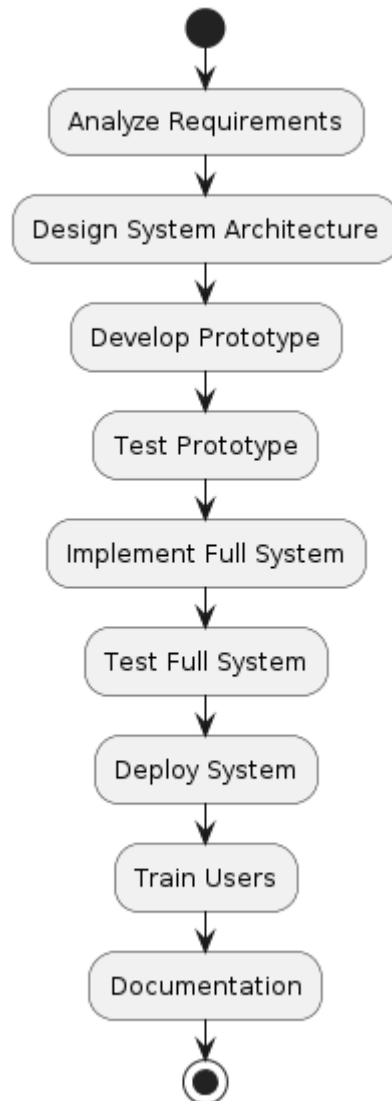 Analyze Requirements
Design System Architecture
Develop Prototype
Test Prototype
Implement Full System
Test Full System
Deploy System
Train Users
Documentation